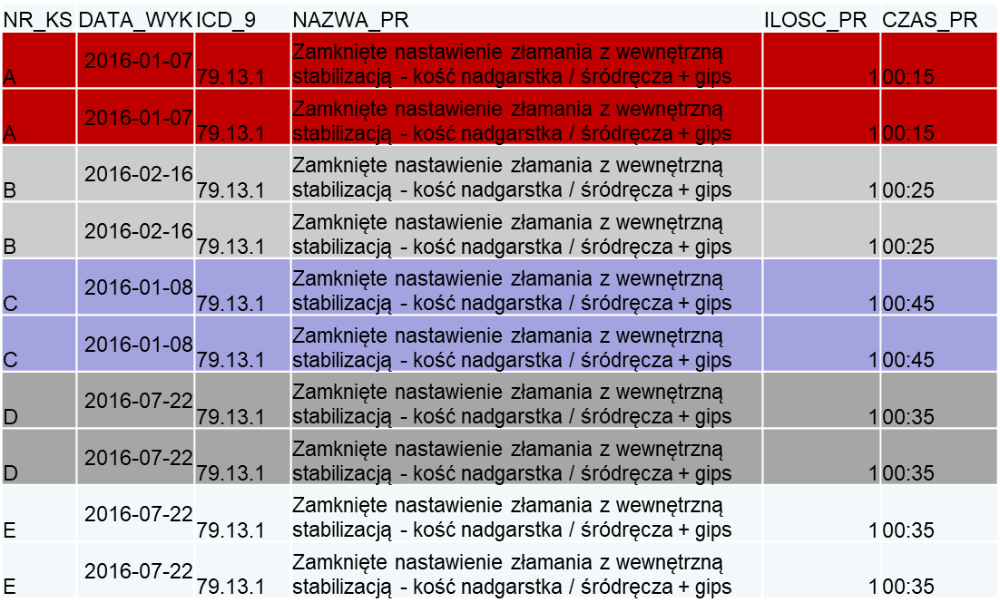 NR_KS DATA_WYK ICD_9 NAZWA_PR ILOSC_PR CZAS_PR
A 2016-01-07 79.13.1 Zamknięte nastawienie złamania z wewnętrzną
stabilizacją - kość nadgarstka / śródręcza + gips 1 00:15
A 2016-01-07 79.13.1 Zamknięte nastawienie złamania z wewnętrzną
stabilizacją - kość nadgarstka / śródręcza + gips 1 00:15
B 2016-02-16 79.13.1 Zamknięte nastawienie złamania z wewnętrzną
stabilizacją - kość nadgarstka / śródręcza + gips 1 00:25
B 2016-02-16 79.13.1 Zamknięte nastawienie złamania z wewnętrzną
stabilizacją - kość nadgarstka / śródręcza + gips 1 00:25
C 2016-01-08 79.13.1 Zamknięte nastawienie złamania z wewnętrzną
stabilizacją - kość nadgarstka / śródręcza + gips 1 00:45
C 2016-01-08 79.13.1 Zamknięte nastawienie złamania z wewnętrzną
stabilizacją - kość nadgarstka / śródręcza + gips 1 00:45
D 2016-07-22 79.13.1 Zamknięte nastawienie złamania z wewnętrzną
stabilizacją - kość nadgarstka / śródręcza + gips 1 00:35
D 2016-07-22 79.13.1 Zamknięte nastawienie złamania z wewnętrzną
stabilizacją - kość nadgarstka / śródręcza + gips 1 00:35
E 2016-07-22 79.13.1 Zamknięte nastawienie złamania z wewnętrzną
stabilizacją - kość nadgarstka / śródręcza + gips 1 00:35
E 2016-07-22 79.13.1 Zamknięte nastawienie złamania z wewnętrzną
stabilizacją - kość nadgarstka / śródręcza + gips 1 00:35